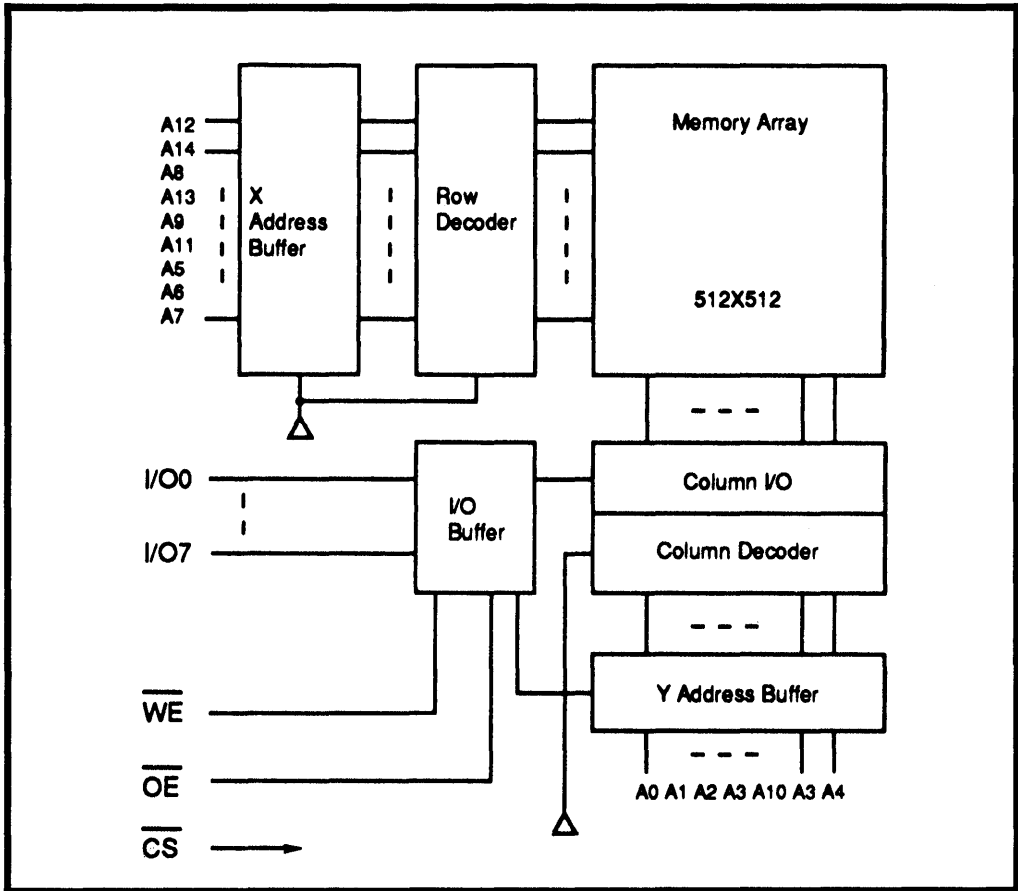 A12
A14
A8
A13
A9
A11
A5
A6
A7
X
Address
Buffer
Row
Decoder
Memory Array
512X512
I/O0
I/O7
I/O
Buffer
Column I/O
Column Decoder
Y Address Buffer
WE
OE
CS
A0 A1 A2 A3 A10 A3 A4